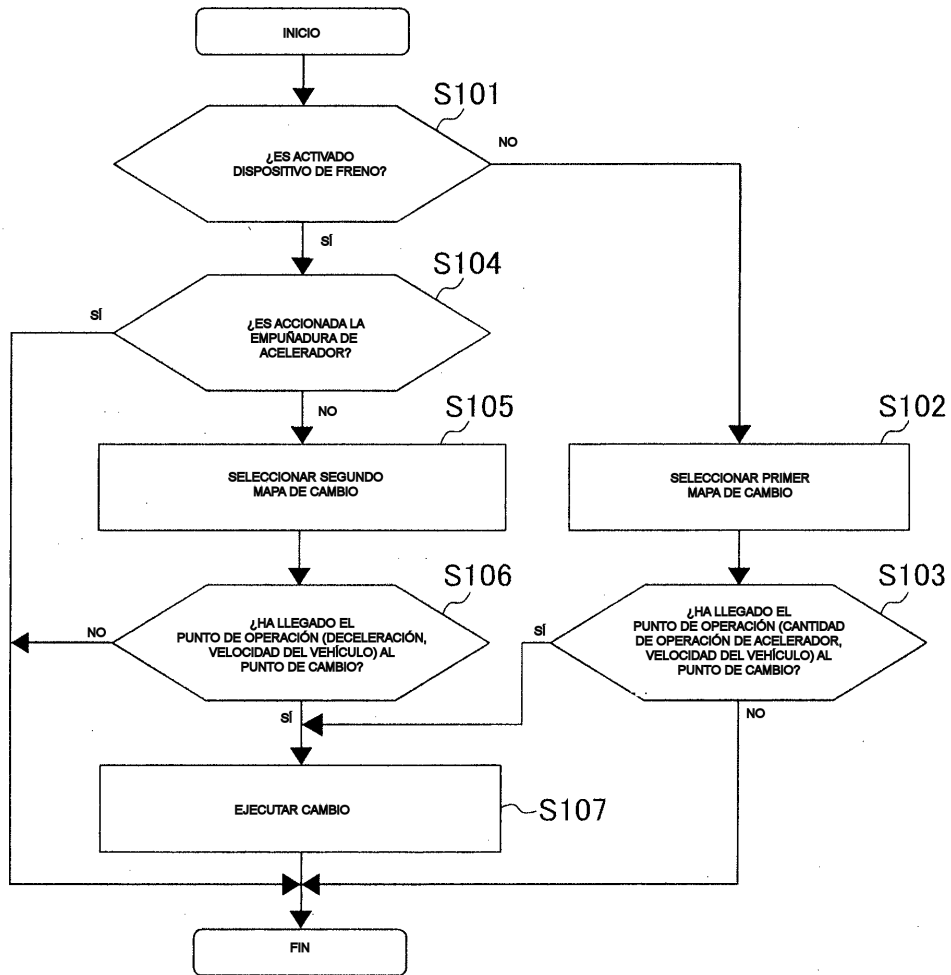 INICIO
S101
¿ES ACTIVADO
DISPOSITIVO DE FRENO?
NO
SÍ
S104
SÍ
¿ES ACCIONADA LA
EMPUÑADURA DE
ACELERADOR?
NO
S105
SELECCIONAR SEGUNDO
MAPA DE CAMBIO
S102
SELECCIONAR PRIMER
MAPA DE CAMBIO
S106
NO
¿HA LLEGADO EL
PUNTO DE OPERACIÓN (DECELERACIÓN,
VELOCIDAD DEL VEHÍCULO) AL
PUNTO DE CAMBIO?
SÍ
S103
SÍ
¿HA LLEGADO EL
PUNTO DE OPERACIÓN (CANTIDAD
DE OPERACIÓN DE ACELERADOR,
VELOCIDAD DEL VEHÍCULO) AL
PUNTO DE CAMBIO?
NO
EJECUTAR CAMBIO
S107
FIN